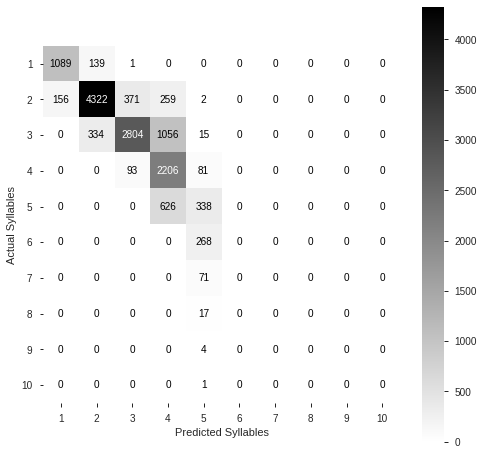 1 1089 139 1 0 0 0 0 0 0 0
2 156 4322 371 259 2 0 0 0 0 0
3 0 334 2804 1056 15 0 0 0 0 0
4 0 0 93 2206 81 0 0 0 0 0
5 0 0 0 626 338 0 0 0 0 0
6 0 0 0 0 268 0 0 0 0 0
7 0 0 0 0 71 0 0 0 0 0
8 0 0 0 0 17 0 0 0 0 0
9 0 0 0 0 4 0 0 0 0 0
10 0 0 0 0 1 0 0 0 0 0
1 2 3 4 5 6 7 8 9 10
Predicted Syllables
Actual Syllables
4000
3500
3000
2500
2000
1500
1000
500
0